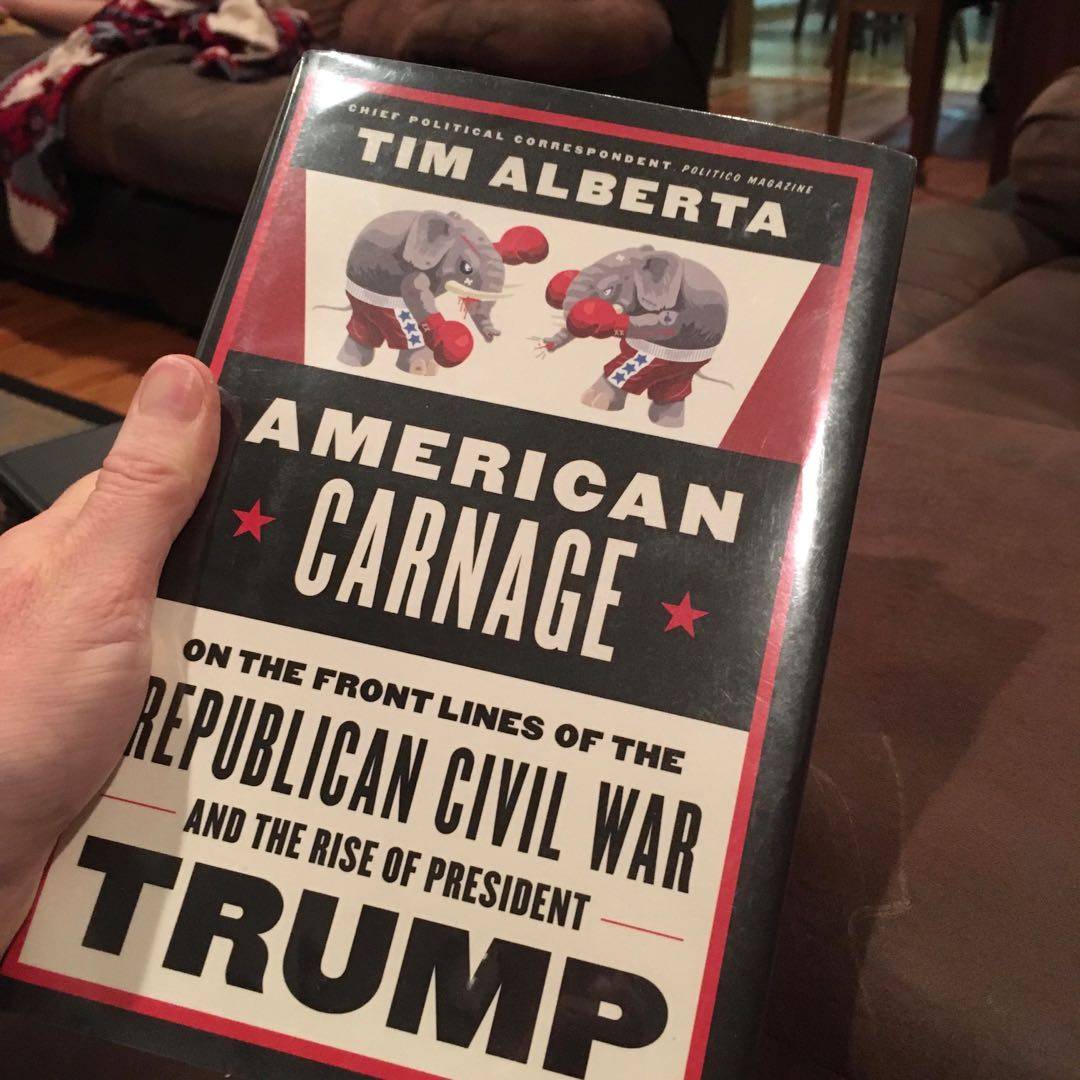 CHIEF POLITICAL CORRESPONDENT, POLITICO MAGAZINE
TIM ALBERTA
AMERICAN
CARNAGE
ON THE FRONT LINES OF THE
REPUBLICAN CIVIL WAR
AND THE RISE OF PRESIDENT
TRUMP